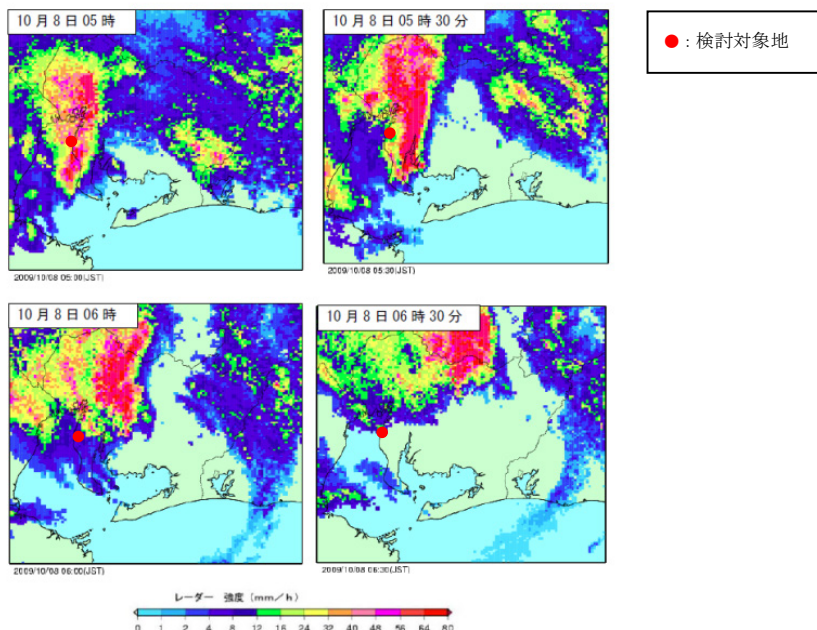 10月8日05時
10月8日05時30分
●：検討対象地
2009/10/08 05:00(JST)
2009/10/08 05:30(JST)
10月8日06時
10月8日06時30分
2009/10/08 06:00(JST)
2009/10/08 06:30(JST)
レーダー 強度（mm／h）
0 1 2 4 8 12 16 24 32 40 48 56 64 80